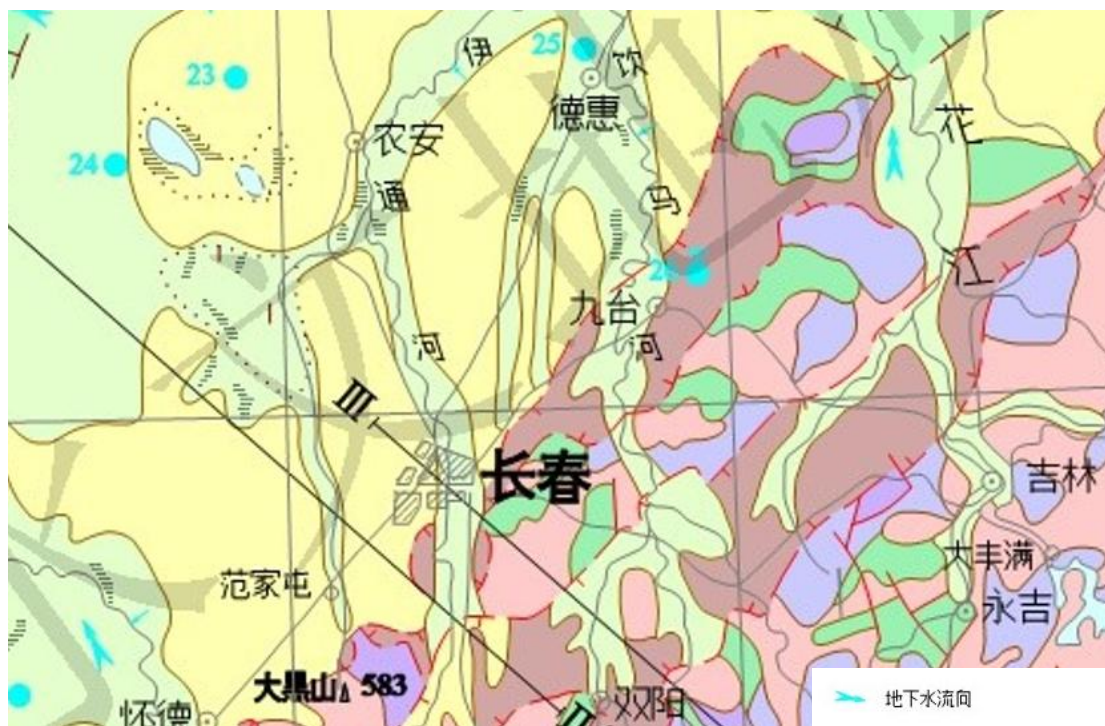 伊
25
饮
23
德惠
花
农安
24
通
马
江
26
九台
河
河
III
长春
吉林
大丰满
范家屯
永吉
大黑山 583
地下水流向
怀德
双阳